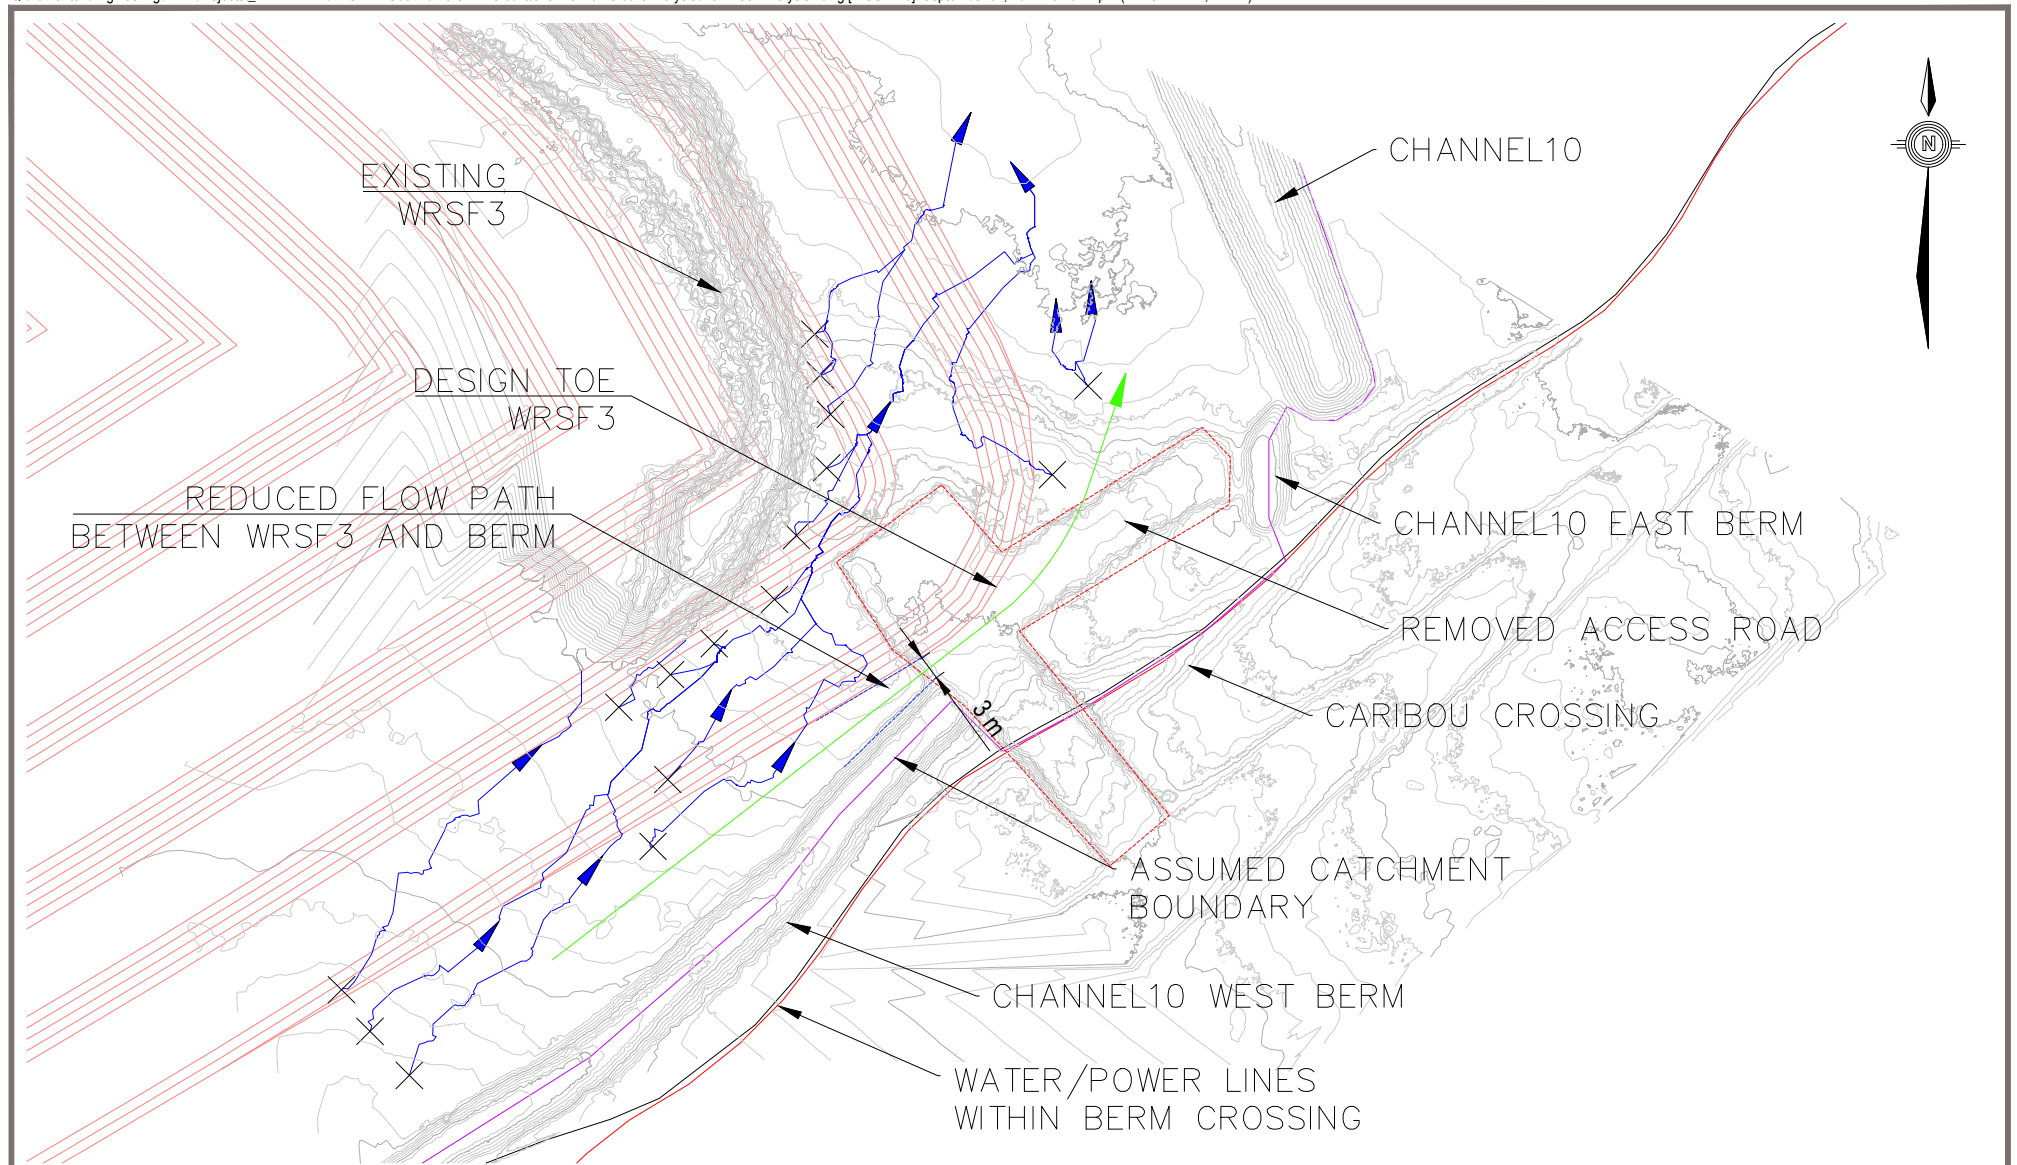 CHANNEL10
N
EXISTING
WRSF3
DESIGN TOE
WRSF3
REDUCED FLOW PATH
BETWEEN WRSF3 AND BERM
CHANNEL10 EAST BERM
REMOVED ACCESS ROAD
CARIBOU CROSSING
3m
ASSUMED CATCHMENT
BOUNDARY
CHANNEL10 WEST BERM
WATER/POWER LINES
WITHIN BERM CROSSING